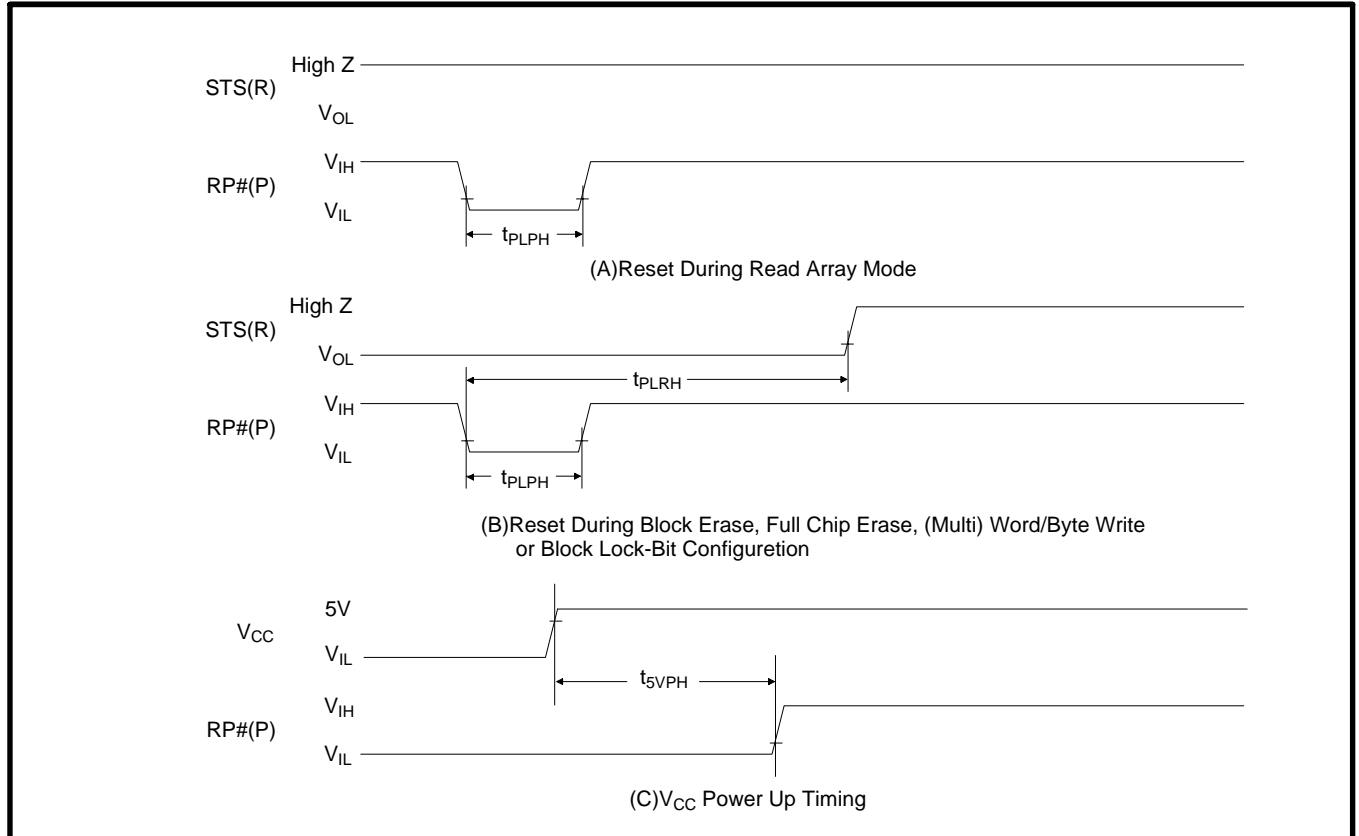 High Z
STS(R)
VOL
VIH
RP#(P)
VIL
tPLPH
(A)Reset During Read Array Mode
High Z
STS(R)
VOL
tPLRH
VIH
RP#(P)
VIL
tPLPH
(B)Reset During Block Erase, Full Chip Erase, (Multi) Word/Byte Write
or Block Lock-Bit Configuretion
5V
VCC
VIL
t5VPH
VIH
RP#(P)
VIL
(C)VCC Power Up Timing